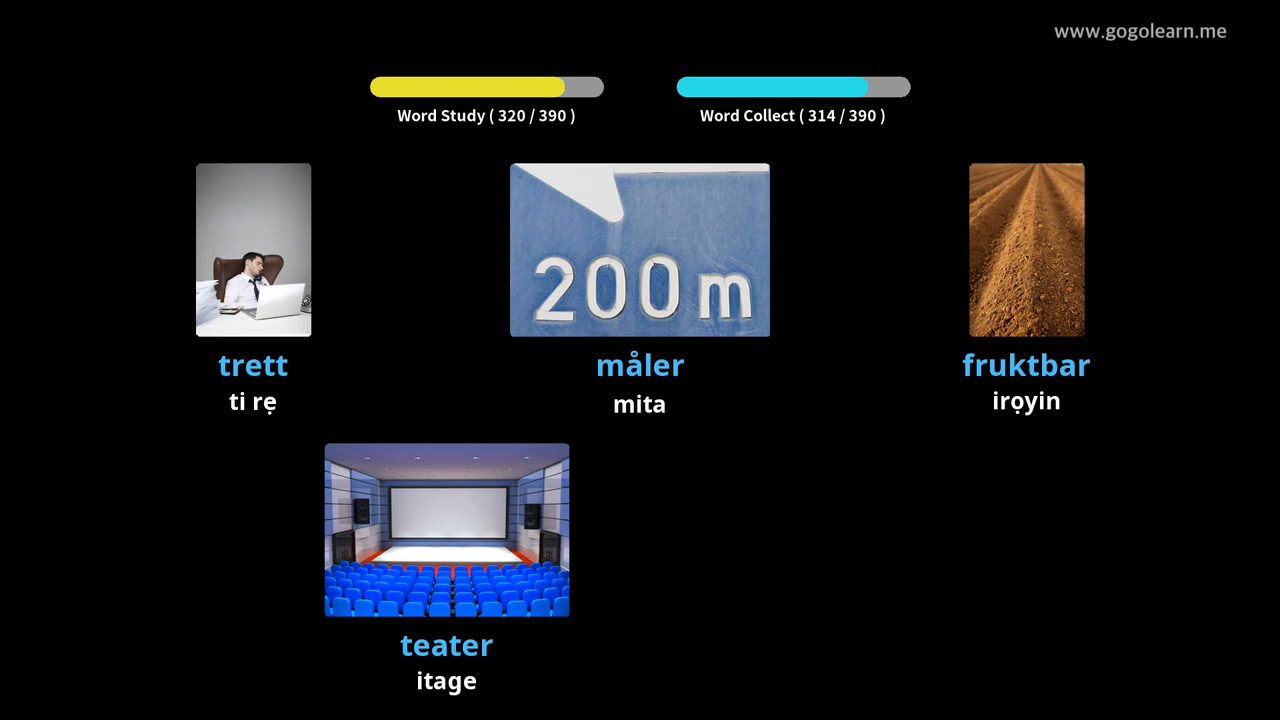 www.gogolearn.me
Word Study ( 320 / 390 )
Word Collect ( 314 / 390 )
200 m
trett
måler
fruktbar
ti rẹ
mita
irọyin
teater
itage